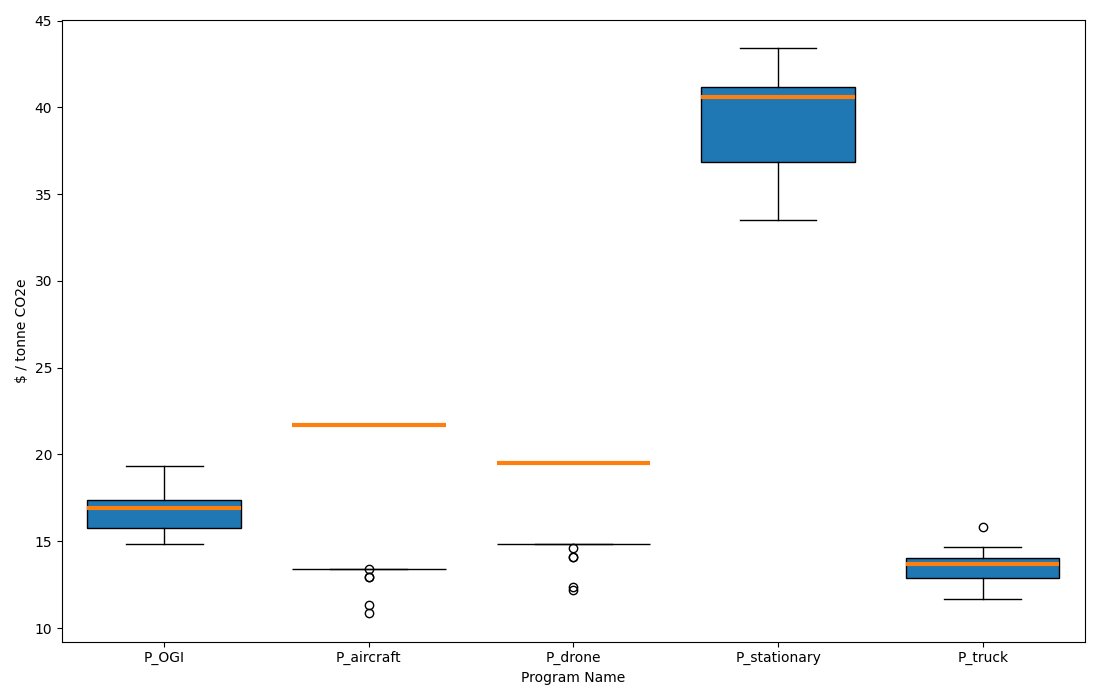 45
40
35
30
25
20
15
10
$ / tonne CO2e
P_OGI
P_aircraft
P_drone
P_stationary
P_truck
Program Name